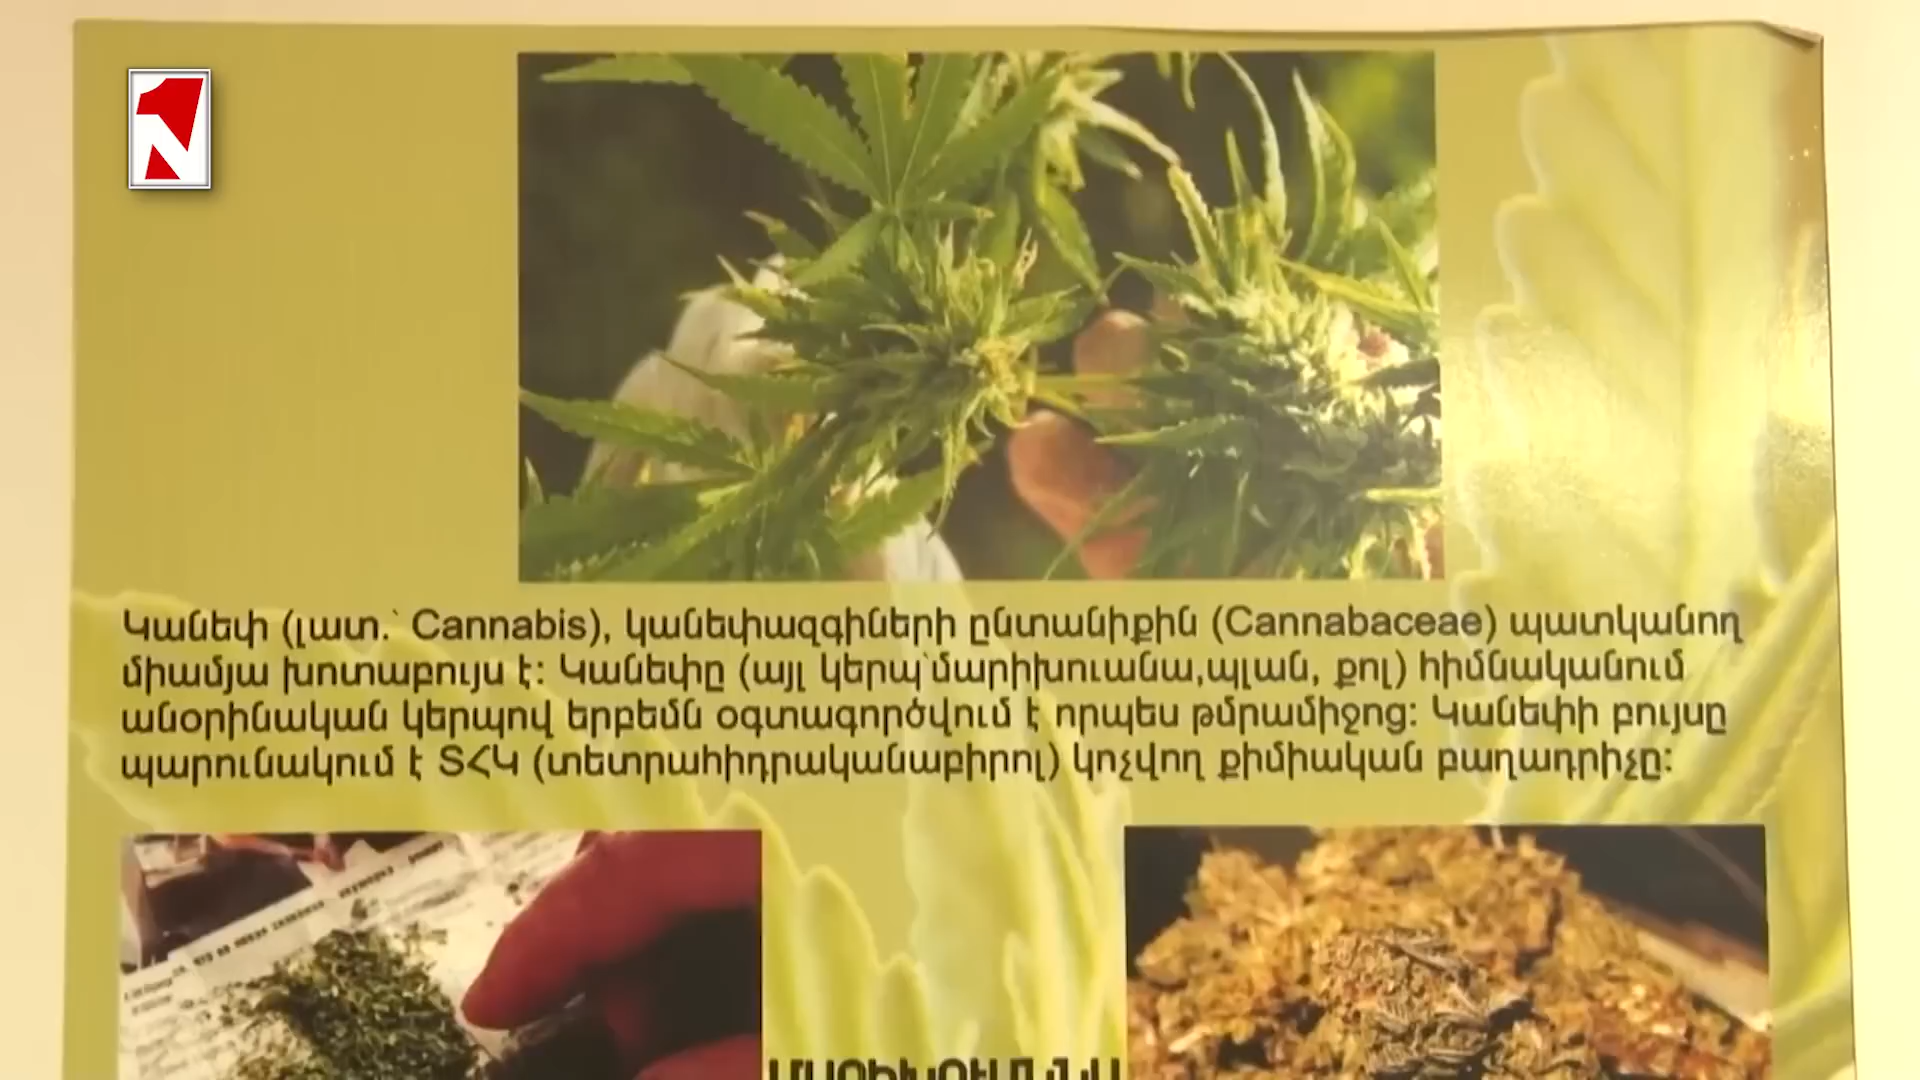 Կանեփ (լատ.՝ Cannabis), կանեփազգիների ընտանիքին (Cannabaceae) պատկանող
միամյա խոտաբույս է: Կանեփը (այլ կերպ՝մարիխուանա,պլան, քոլ) հիմնականում
անօրինական կերպով երբեմն օգտագործվում է որպես թմրամիջոց: Կանեփի բույսը
պարունակում է ՏՀԿ (տետրահիդրականաբիրոլ) կոչվող քիմիական բաղադրիչը:
ՄԱՐԻԽՈՒԱՆԱ